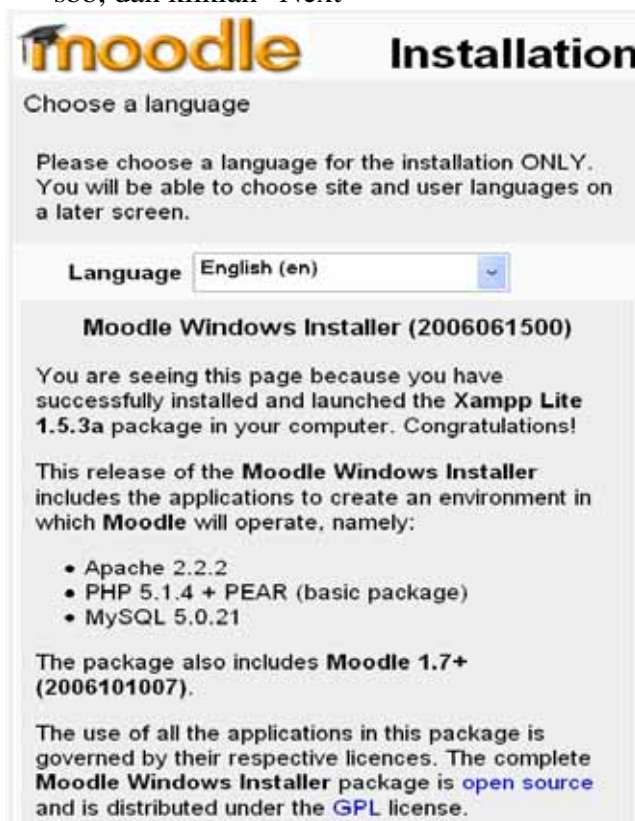 dan "Next"
moodle Installation
Choose a language
Please choose a language for the installation ONLY.
You will be able to choose site and user languages on
a later screen.
Language English (en)
Moodle Windows Installer (2006061500)
You are seeing this page because you have
successfully installed and launched the Xampp Lite
1.5.3a package in your computer. Congratulations!
This release of the Moodle Windows Installer
includes the applications to create an environment in
which Moodle will operate, namely:
• Apache 2.2.2
• PHP 5.1.4 + PEAR (basic package)
• MySQL 5.0.21
The package also includes Moodle 1.7+
(2006101007).
The use of all the applications in this package is
governed by their respective licences. The complete
Moodle Windows Installer package is open source
and is distributed under the GPL license.